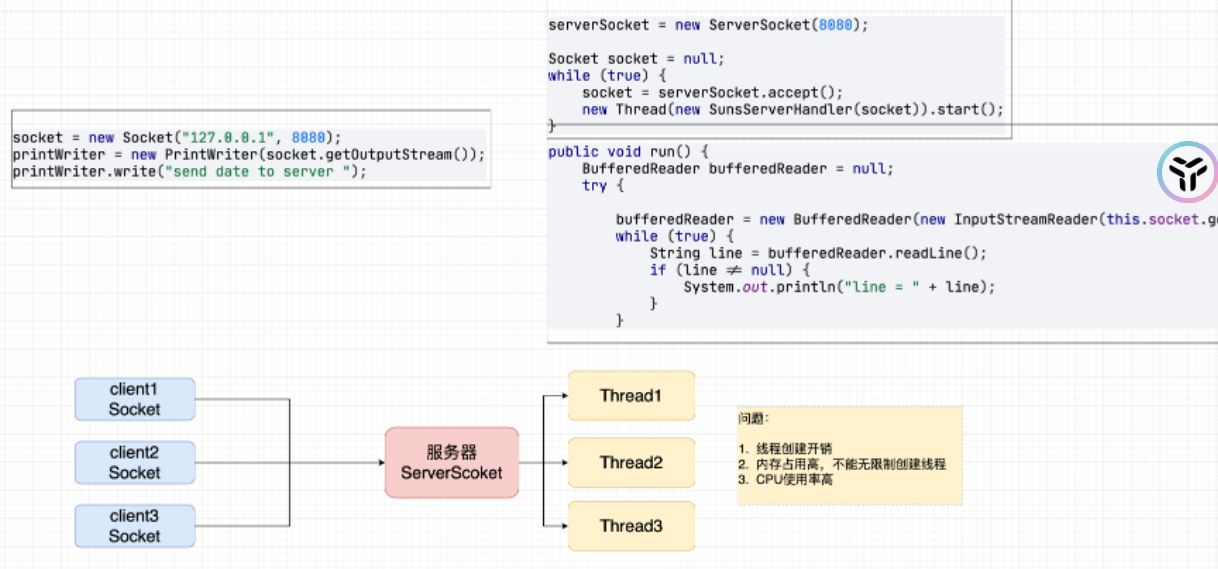 serverSocket = new ServerSocket(8080);
Socket socket = null;
while (true) {
socket = serverSocket.accept();
new Thread(new SunsServerHandler(socket)).start();
}
socket = new Socket("127.0.0.1", 8080);
printWriter = new PrintWriter(socket.getOutputStream());
printWriter.write("send date to server ");
public void run() {
BufferedReader bufferedReader = null;
try {
bufferedReader = new BufferedReader(new InputStreamReader(this.socket.g
while (true) {
String line = bufferedReader.readLine();
if (line ≠ null) {
System.out.println("line = " + line);
}
}
client1
Socket
client2
Socket
client3
Socket
服务器
ServerScoket
Thread1
Thread2
Thread3
问题：
1. 线程创建开销
2. 内存占用高，不能无限制创建线程
3. CPU使用率高